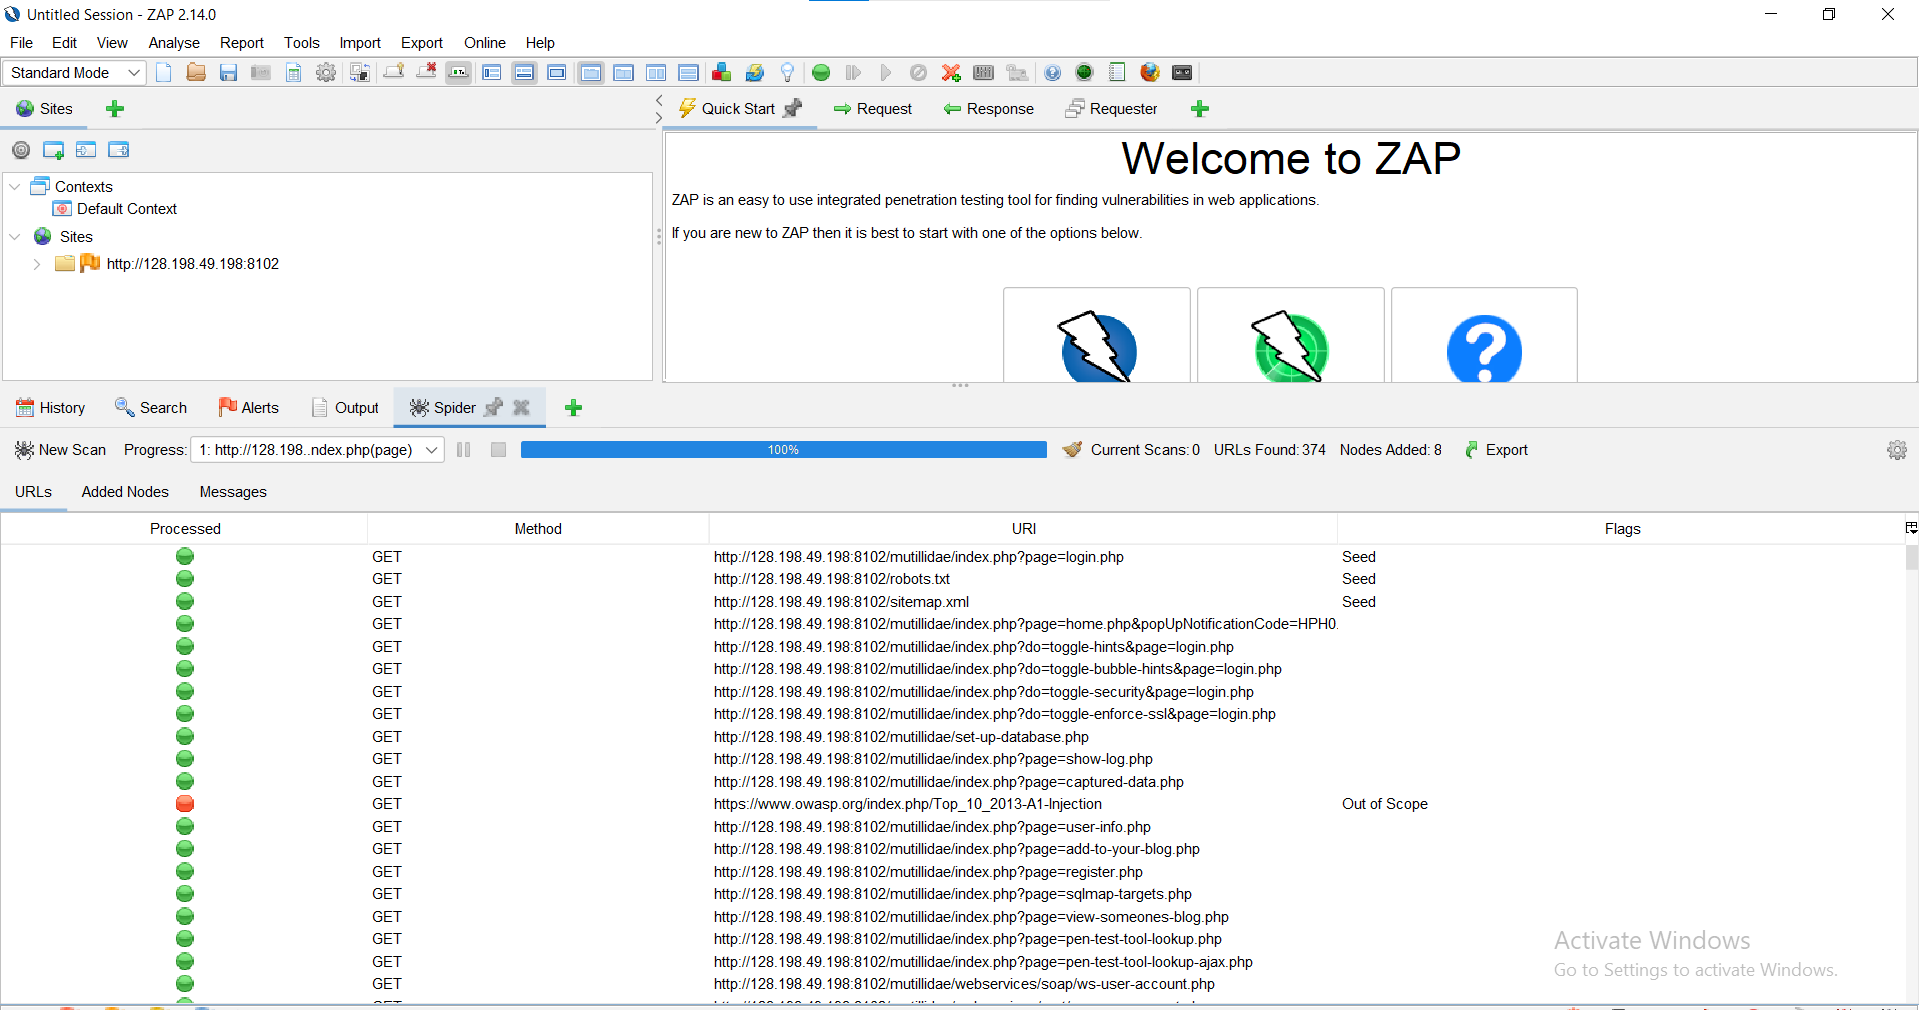 Untitled Session - ZAP 2.14.0
File Edit View Analyse Report Tools Import Export Online Help
Standard Mode
Sites
Quick Start Request Response Requester
Welcome to ZAP
ZAP is an easy to use integrated penetration testing tool for finding vulnerabilities in web applications.
If you are new to ZAP then it is best to start with one of the options below.
Contexts
Default Context
Sites
http://128.198.49.198:8102
History Search Alerts Output Spider
New Scan Progress: 1: http://128.198..ndex.php(page) 100% Current Scans: 0 URLs Found: 374 Nodes Added: 8 Export
URLs Added Nodes Messages
Processed Method URI Flags
GET http://128.198.49.198:8102/mutillidae/index.php?page=login.php Seed
GET http://128.198.49.198:8102/robots.txt Seed
GET http://128.198.49.198:8102/sitemap.xml Seed
GET http://128.198.49.198:8102/mutillidae/index.php?page=home.php&popUpNotificationCode=HPH0.
GET http://128.198.49.198:8102/mutillidae/index.php?do=toggle-hints&page=login.php
GET http://128.198.49.198:8102/mutillidae/index.php?do=toggle-bubble-hints&page=login.php
GET http://128.198.49.198:8102/mutillidae/index.php?do=toggle-security&page=login.php
GET http://128.198.49.198:8102/mutillidae/index.php?do=toggle-enforce-ssl&page=login.php
GET http://128.198.49.198:8102/mutillidae/set-up-database.php
GET http://128.198.49.198:8102/mutillidae/index.php?page=show-log.php
GET http://128.198.49.198:8102/mutillidae/index.php?page=captured-data.php
GET https://www.owasp.org/index.php/Top_10_2013-A1-Injection Out of Scope
GET http://128.198.49.198:8102/mutillidae/index.php?page=user-info.php
GET http://128.198.49.198:8102/mutillidae/index.php?page=add-to-your-blog.php
GET http://128.198.49.198:8102/mutillidae/index.php?page=register.php
GET http://128.198.49.198:8102/mutillidae/index.php?page=sqlmap-targets.php
GET http://128.198.49.198:8102/mutillidae/index.php?page=view-someones-blog.php
GET http://128.198.49.198:8102/mutillidae/index.php?page=pen-test-tool-lookup.php
GET http://128.198.49.198:8102/mutillidae/index.php?page=pen-test-tool-lookup-ajax.php
GET http://128.198.49.198:8102/mutillidae/webservices/soap/ws-user-account.php
Activate Windows
Go to Settings to activate Windows.